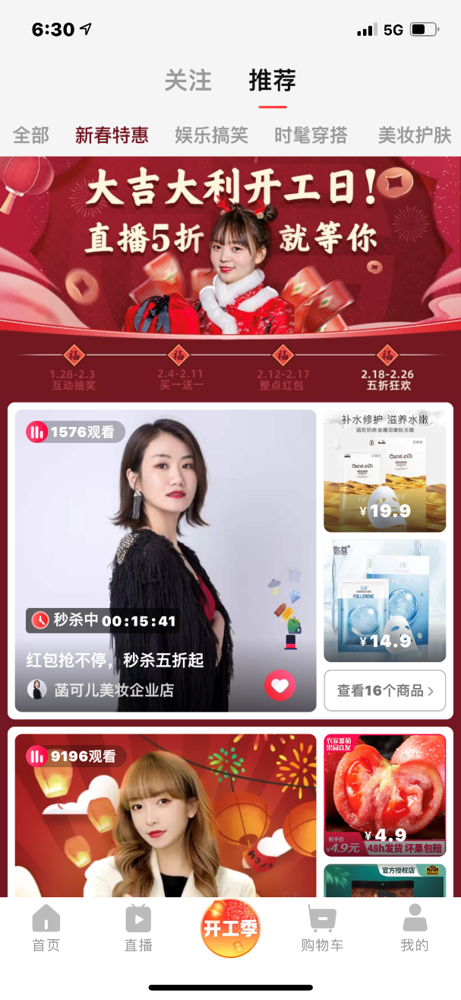 6:30
5G
关注 推荐
全部 新春特惠 娱乐搞笑 时髦穿搭 美妆护肤
大吉大利开工日!
直播5折 就等你
福 福 福 福
1.28-2.3 2.4-2.11 2.12-2.17 2.18-2.26
互动抽奖 买一送一 整点红包 五折狂欢
1576观看
秒杀中 00:15:41
红包抢不停，秒杀五折起
菡可儿美妆企业店
补水修护 滋养水嫩
骆驼奶原液嫩肤冻膜
¥19.9
FULLERENE
¥14.9
查看16个商品
9196观看
农家番茄
果园直发
¥4.9
到手价
¥4.9元 48h发货 坏果包赔
官方授权店
首页 直播 开工季 购物车 我的